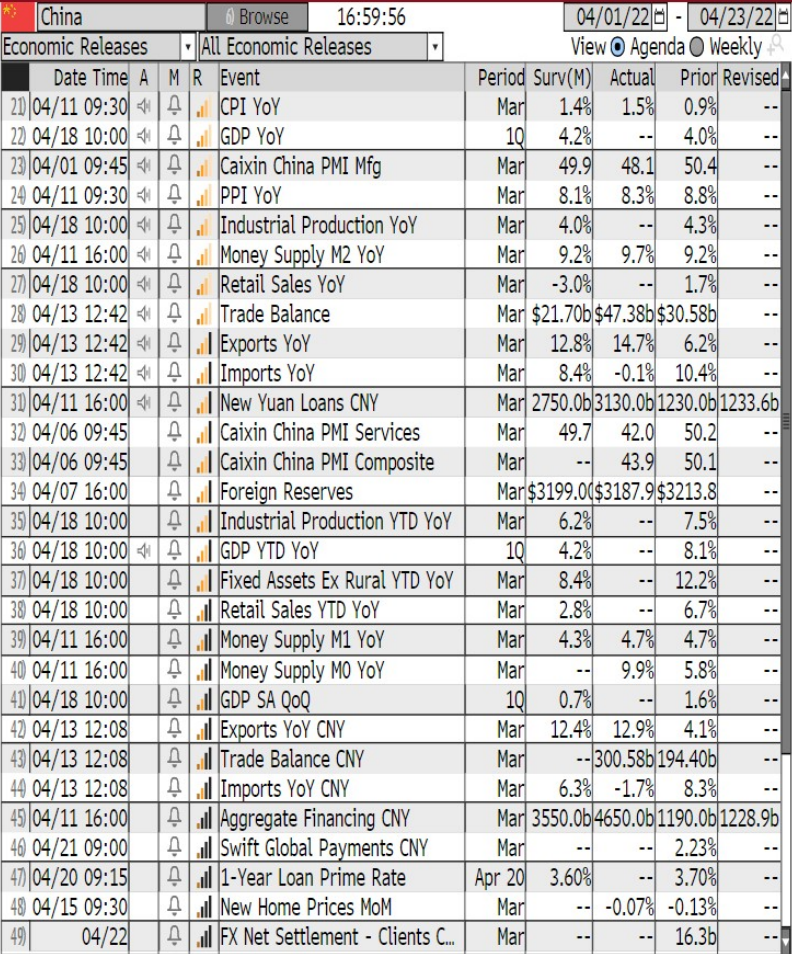 China 6) Browse 16:59:56 04/01/22 - 04/23/22
Economic Releases All Economic Releases View Agenda Weekly
Date Time A M R Event Period Surv(M) Actual Prior Revised
21) 04/11 09:30 CPI YoY Mar 1.4% 1.5% 0.9% --
22) 04/18 10:00 GDP YoY 1Q 4.2% -- 4.0% --
23) 04/01 09:45 Caixin China PMI Mfg Mar 49.9 48.1 50.4 --
24) 04/11 09:30 PPI YoY Mar 8.1% 8.3% 8.8% --
25) 04/18 10:00 Industrial Production YoY Mar 4.0% -- 4.3% --
26) 04/11 16:00 Money Supply M2 YoY Mar 9.2% 9.7% 9.2% --
27) 04/18 10:00 Retail Sales YoY Mar -3.0% -- 1.7% --
28) 04/13 12:42 Trade Balance Mar $21.70b $47.38b $30.58b --
29) 04/13 12:42 Exports YoY Mar 12.8% 14.7% 6.2% --
30) 04/13 12:42 Imports YoY Mar 8.4% -0.1% 10.4% --
31) 04/11 16:00 New Yuan Loans CNY Mar 2750.0b 3130.0b 1230.0b 1233.6b
32) 04/06 09:45 Caixin China PMI Services Mar 49.7 42.0 50.2 --
33) 04/06 09:45 Caixin China PMI Composite Mar -- 43.9 50.1 --
34) 04/07 16:00 Foreign Reserves Mar $3199.0( $3187.9 $3213.8 --
35) 04/18 10:00 Industrial Production YTD YoY Mar 6.2% -- 7.5% --
36) 04/18 10:00 GDP YTD YoY 1Q 4.2% -- 8.1% --
37) 04/18 10:00 Fixed Assets Ex Rural YTD YoY Mar 8.4% -- 12.2% --
38) 04/18 10:00 Retail Sales YTD YoY Mar 2.8% -- 6.7% --
39) 04/11 16:00 Money Supply M1 YoY Mar 4.3% 4.7% 4.7% --
40) 04/11 16:00 Money Supply M0 YoY Mar -- 9.9% 5.8% --
41) 04/18 10:00 GDP SA QoQ 1Q 0.7% -- 1.6% --
42) 04/13 12:08 Exports YoY CNY Mar 12.4% 12.9% 4.1% --
43) 04/13 12:08 Trade Balance CNY Mar -- 300.58b 194.40b --
44) 04/13 12:08 Imports YoY CNY Mar 6.3% -1.7% 8.3% --
45) 04/11 16:00 Aggregate Financing CNY Mar 3550.0b 4650.0b 1190.0b 1228.9b
46) 04/21 09:00 Swift Global Payments CNY Mar -- -- 2.23% --
47) 04/20 09:15 1-Year Loan Prime Rate Apr 20 3.60% -- 3.70% --
48) 04/15 09:30 New Home Prices MoM Mar -- -0.07% -0.13% --
49) 04/22 FX Net Settlement - Clients C... Mar -- -- 16.3b --